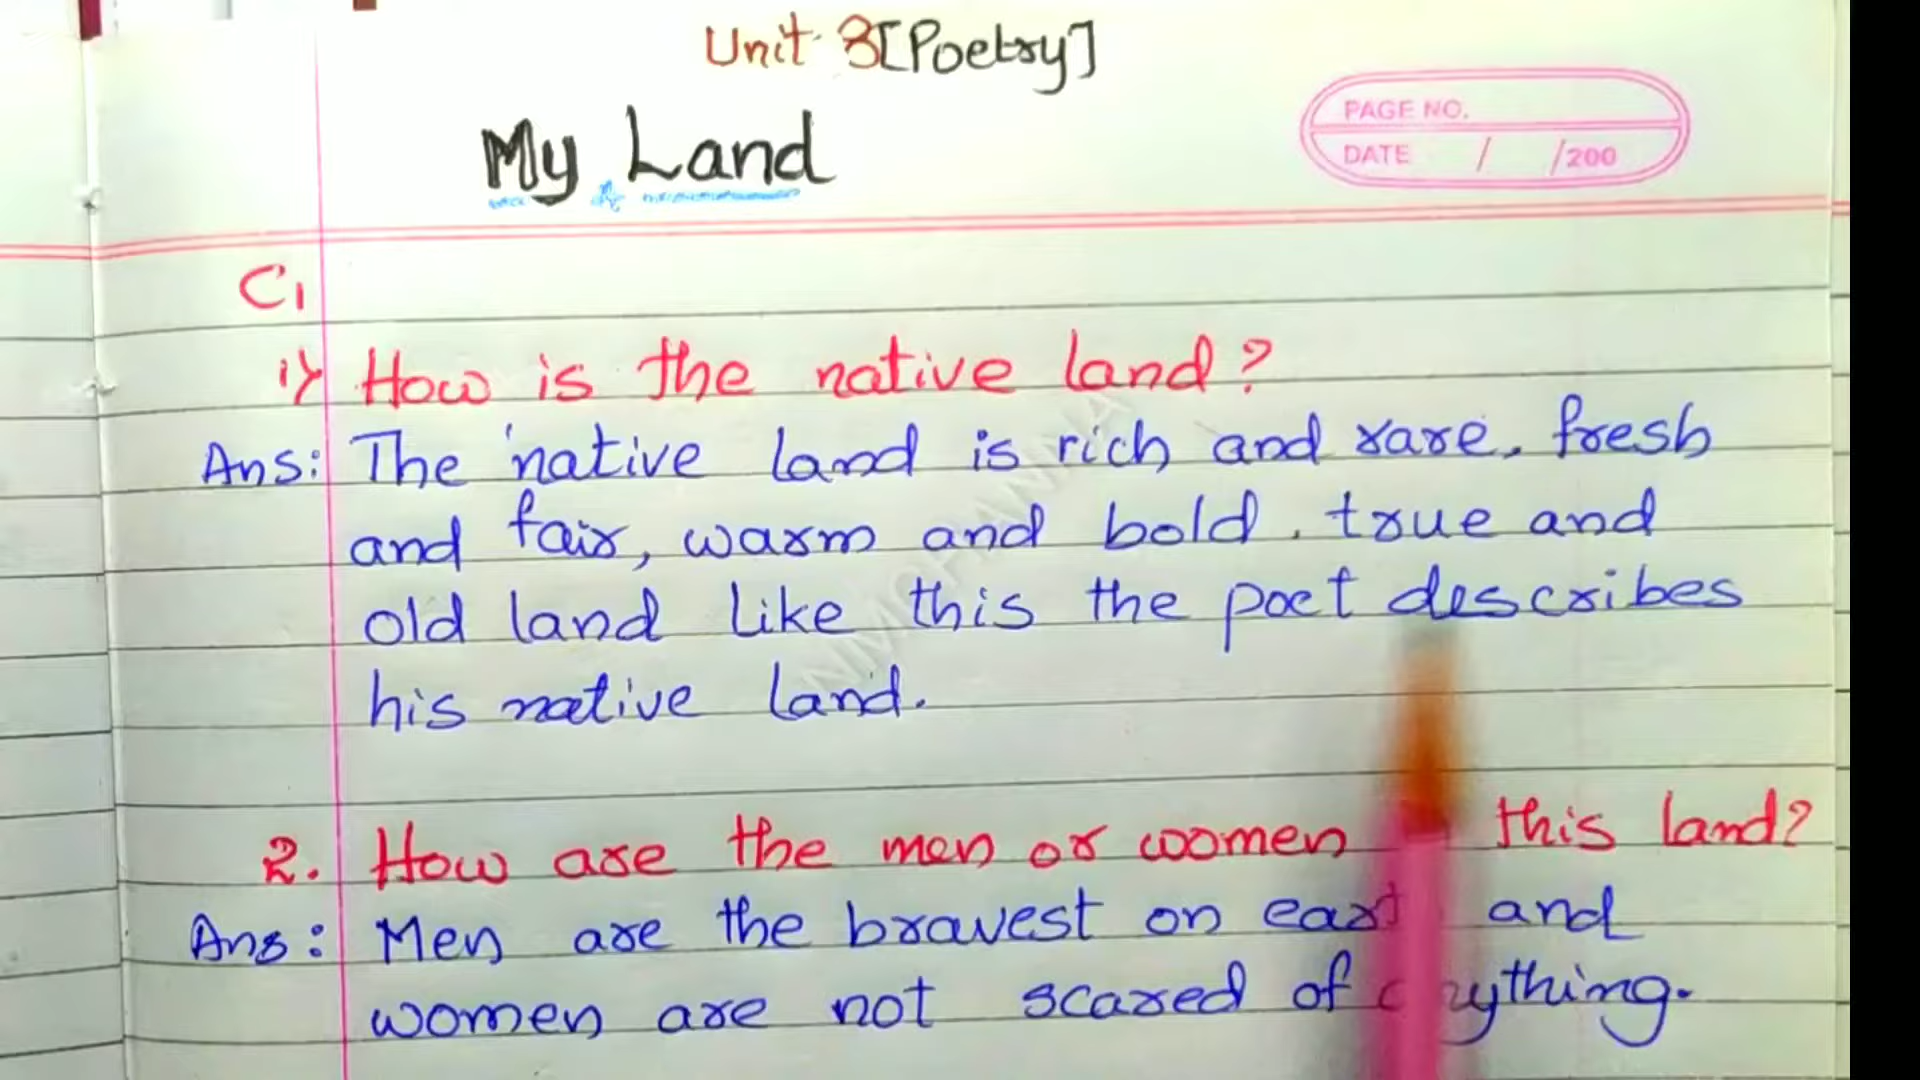 Unit 3[Poetry]
My Land
PAGE NO.
DATE / /200
C1
1) How is the native land?
Ans: The native land is rich and rare, fresh
and fair, warm and bold, true and
old land like this the poet describes
his native land.
2. How are the men or women this land?
Ans: Men are the bravest on and
women are not scared of